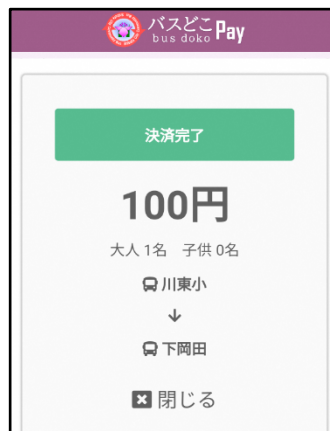 バスどこ Pay
bus doko
決済完了
100円
大人 1名 子供 0名
川東小
↓
下岡田
閉じる